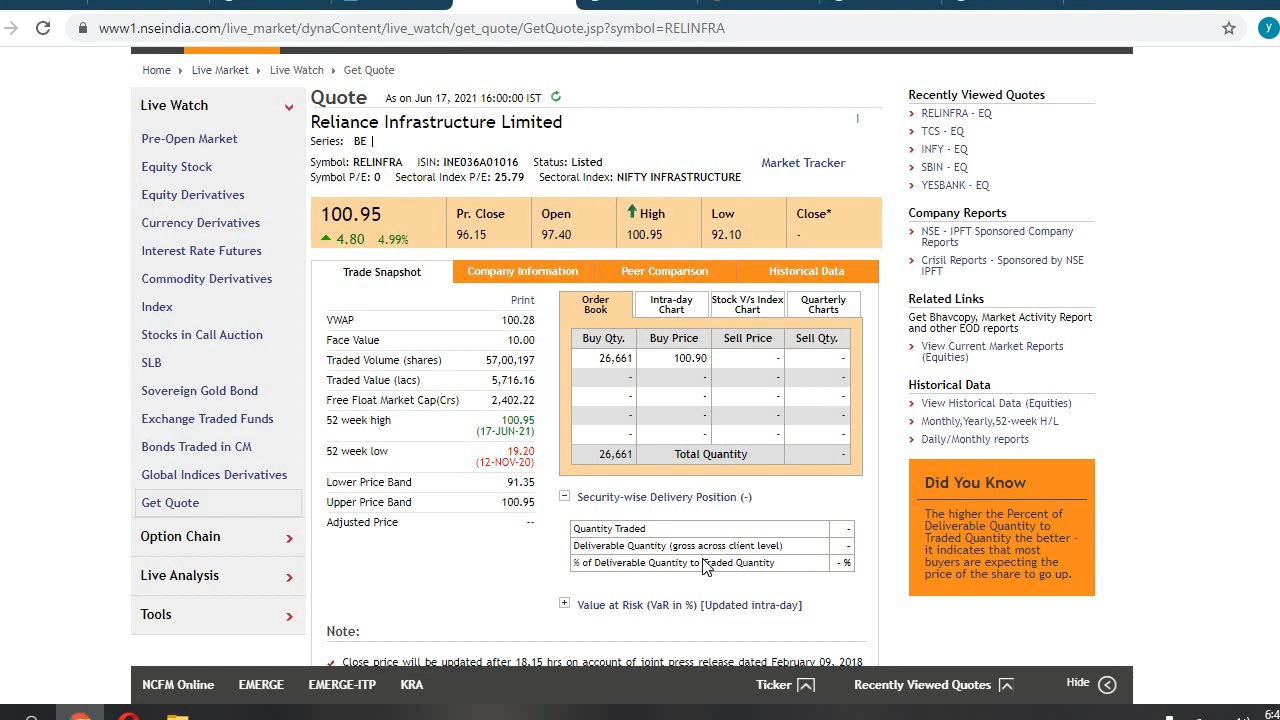 www1.nseindia.com/live_market/dynaContent/live_watch/get_quote/GetQuote.jsp?symbol=RELINFRA
y
Home Live Market Live Watch Get Quote
Live Watch
Pre-Open Market
Equity Stock
Equity Derivatives
Currency Derivatives
Interest Rate Futures
Commodity Derivatives
Index
Stocks in Call Auction
SLB
Sovereign Gold Bond
Exchange Traded Funds
Bonds Traded in CM
Global Indices Derivatives
Get Quote
Option Chain
Live Analysis
Tools
Quote As on Jun 17, 2021 16:00:00 IST
Reliance Infrastructure Limited
Series: BE |
Symbol: RELINFRA ISIN: INE036A01016 Status: Listed
Symbol P/E: 0 Sectoral Index P/E: 25.79 Sectoral Index: NIFTY INFRASTRUCTURE
Market Tracker
100.95 Pr. Close Open High Low Close*
4.80 4.99% 96.15 97.40 100.95 92.10 -
Trade Snapshot Company Information Peer Comparison Historical Data
Print
VWAP 100.28
Face Value 10.00
Traded Volume (shares) 57,00,197
Traded Value (lacs) 5,716.16
Free Float Market Cap(Crs) 2,402.22
52 week high 100.95
(17-JUN-21)
52 week low 19.20
(12-NOV-20)
Lower Price Band 91.35
Upper Price Band 100.95
Adjusted Price --
Order Book
Intra-day Chart
Stock V/s Index Chart
Quarterly Charts
Buy Qty. Buy Price Sell Price Sell Qty.
26,661 100.90 - -
- - - -
- - - -
- - - -
- - - -
26,661 Total Quantity -
Security-wise Delivery Position (-)
Quantity Traded -
Deliverable Quantity (gross across client level) -
% of Deliverable Quantity to Traded Quantity - %
Value at Risk (VaR in %) [Updated intra-day]
Note:
Close price will be updated after 18.15 hrs on account of joint press release dated February 09, 2018
Recently Viewed Quotes
RELINFRA - EQ
TCS - EQ
INFY - EQ
SBIN - EQ
YESBANK - EQ
Company Reports
NSE - IPFT Sponsored Company
Reports
Crisil Reports - Sponsored by NSE
IPFT
Related Links
Get Bhavcopy, Market Activity Report
and other EOD reports
View Current Market Reports
(Equities)
Historical Data
View Historical Data (Equities)
Monthly,Yearly,52-week H/L
Daily/Monthly reports
Did You Know
The higher the Percent of
Deliverable Quantity to
Traded Quantity the better -
it indicates that most
buyers are expecting the
price of the share to go up.
NCFM Online EMERGE EMERGE-ITP KRA Ticker Recently Viewed Quotes Hide